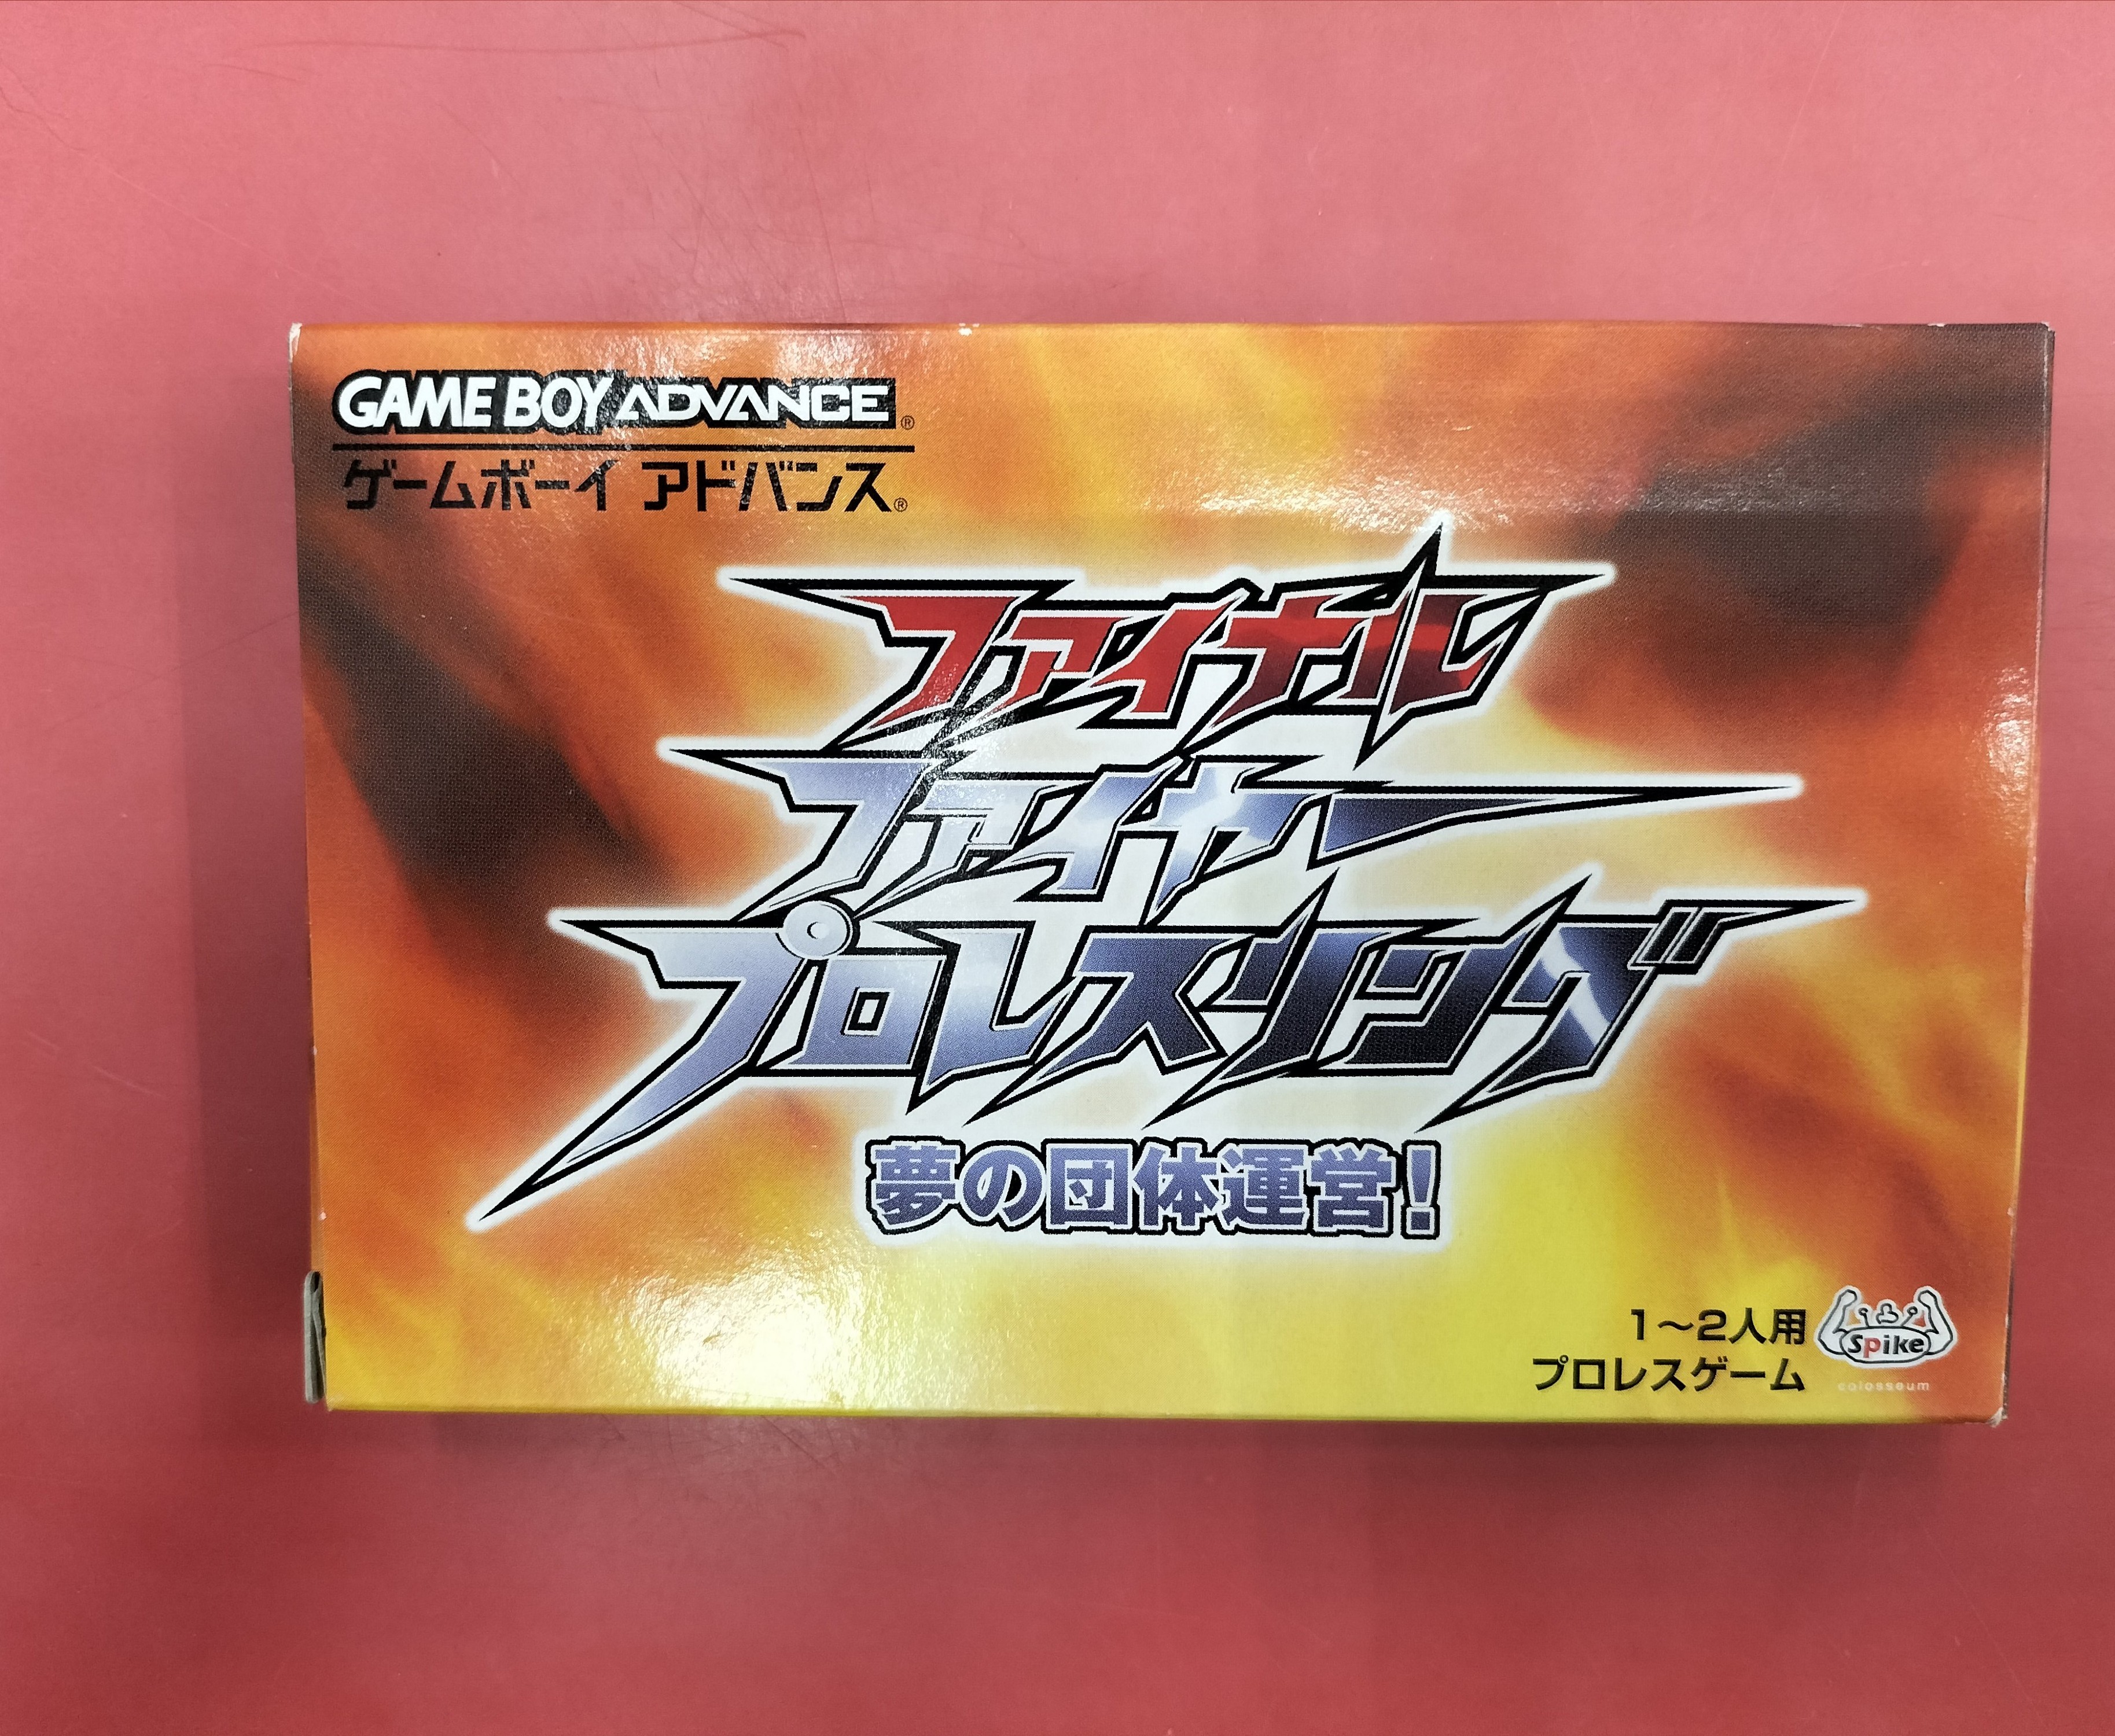 GAME BOY ADVANCE®
ゲームボーイ アドバンス®
ファイナル
ファイヤー
プロレスリング
夢の団体運営!
1〜2人用
プロレスゲーム
Spike
colosseum